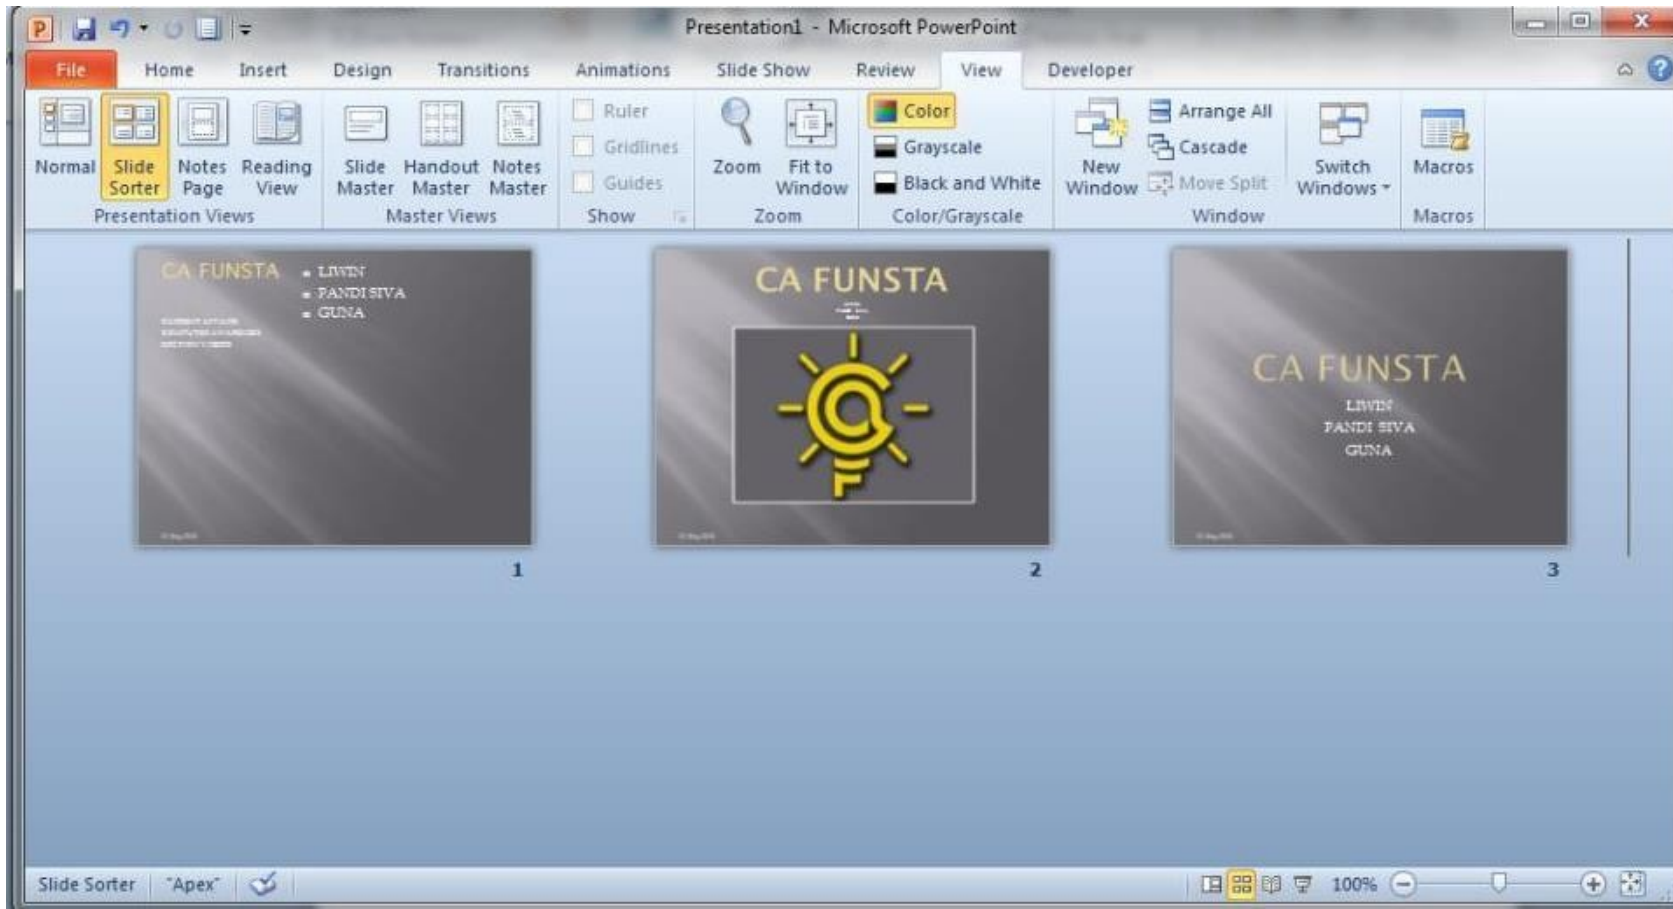 Presentation1 - Microsoft PowerPoint
File Home Insert Design Transitions Animations Slide Show Review View Developer
Normal
Slide Sorter
Notes Page
Reading View
Slide Master
Handout Master
Notes Master
Ruler
Gridlines
Guides
Zoom
Fit to Window
Color
Grayscale
Black and White
New Window
Arrange All
Cascade
Move Split
Switch Windows
Macros
Presentation Views Master Views Show Zoom Color/Grayscale Window Macros
CA FUNSTA
LIWIN
PANDI SIVA
GUNA
1
CA FUNSTA
2
CA FUNSTA
LIWIN
PANDI SIVA
GUNA
3
Slide Sorter "Apex" 100%